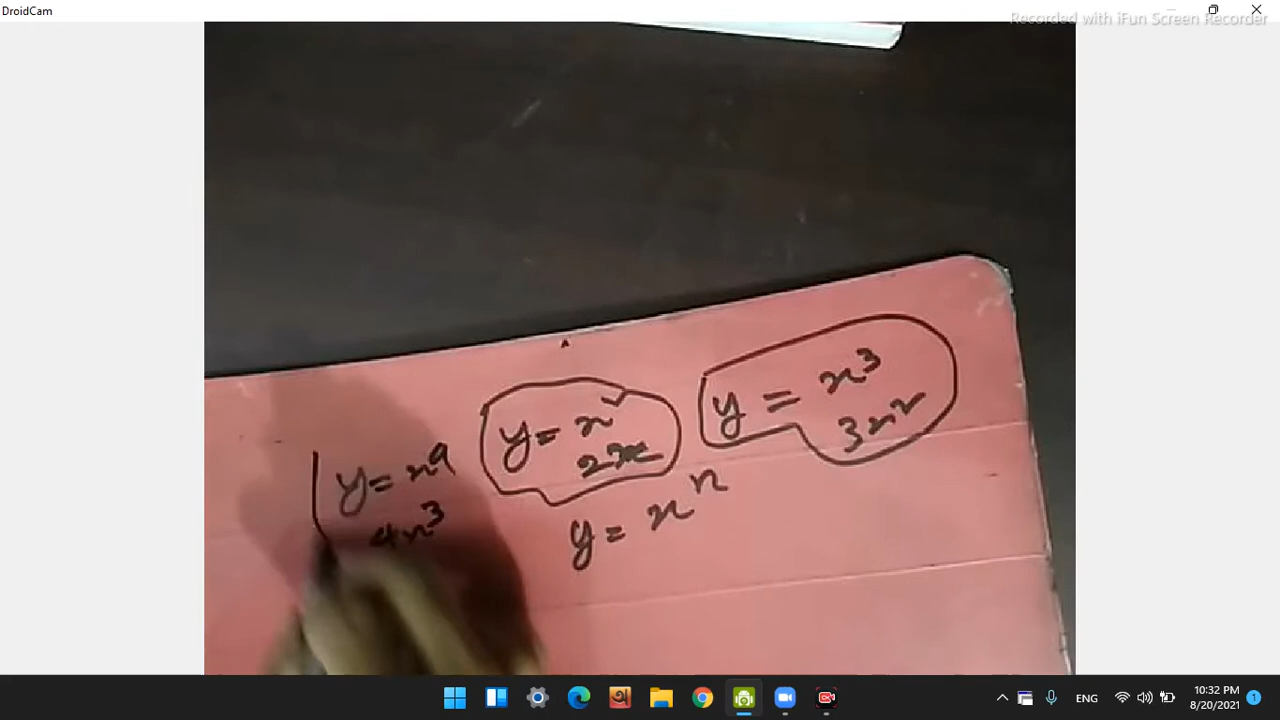 DroidCam
Recorded with iFun Screen Recorder
y = x⁴
4x³
y = x²
2x
y = x³
3x²
y = xⁿ
ENG
10:32 PM
8/20/2021
1